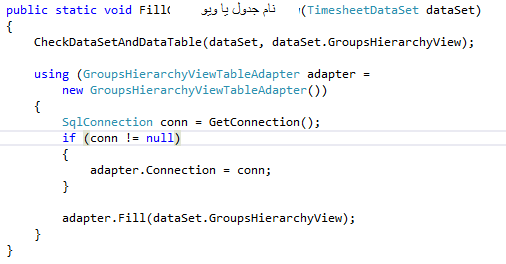 public static void Fill نام جدول یا ویو (TimesheetDataSet dataSet)
{
    CheckDataSetAndDataTable(dataSet, dataSet.GroupsHierarchyView);
    using (GroupsHierarchyViewTableAdapter adapter =
        new GroupsHierarchyViewTableAdapter())
    {
        SqlConnection conn = GetConnection();
        if (conn != null)
        {
            adapter.Connection = conn;
        }
        adapter.Fill(dataSet.GroupsHierarchyView);
    }
}